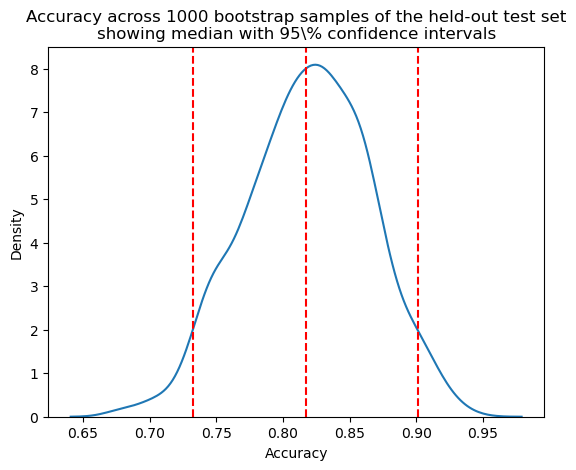 Accuracy across 1000 bootstrap samples of the held-out test set
showing median with 95\% confidence intervals
8
7
6
5
4
3
2
1
0
Density
0.65 0.70 0.75 0.80 0.85 0.90 0.95
Accuracy